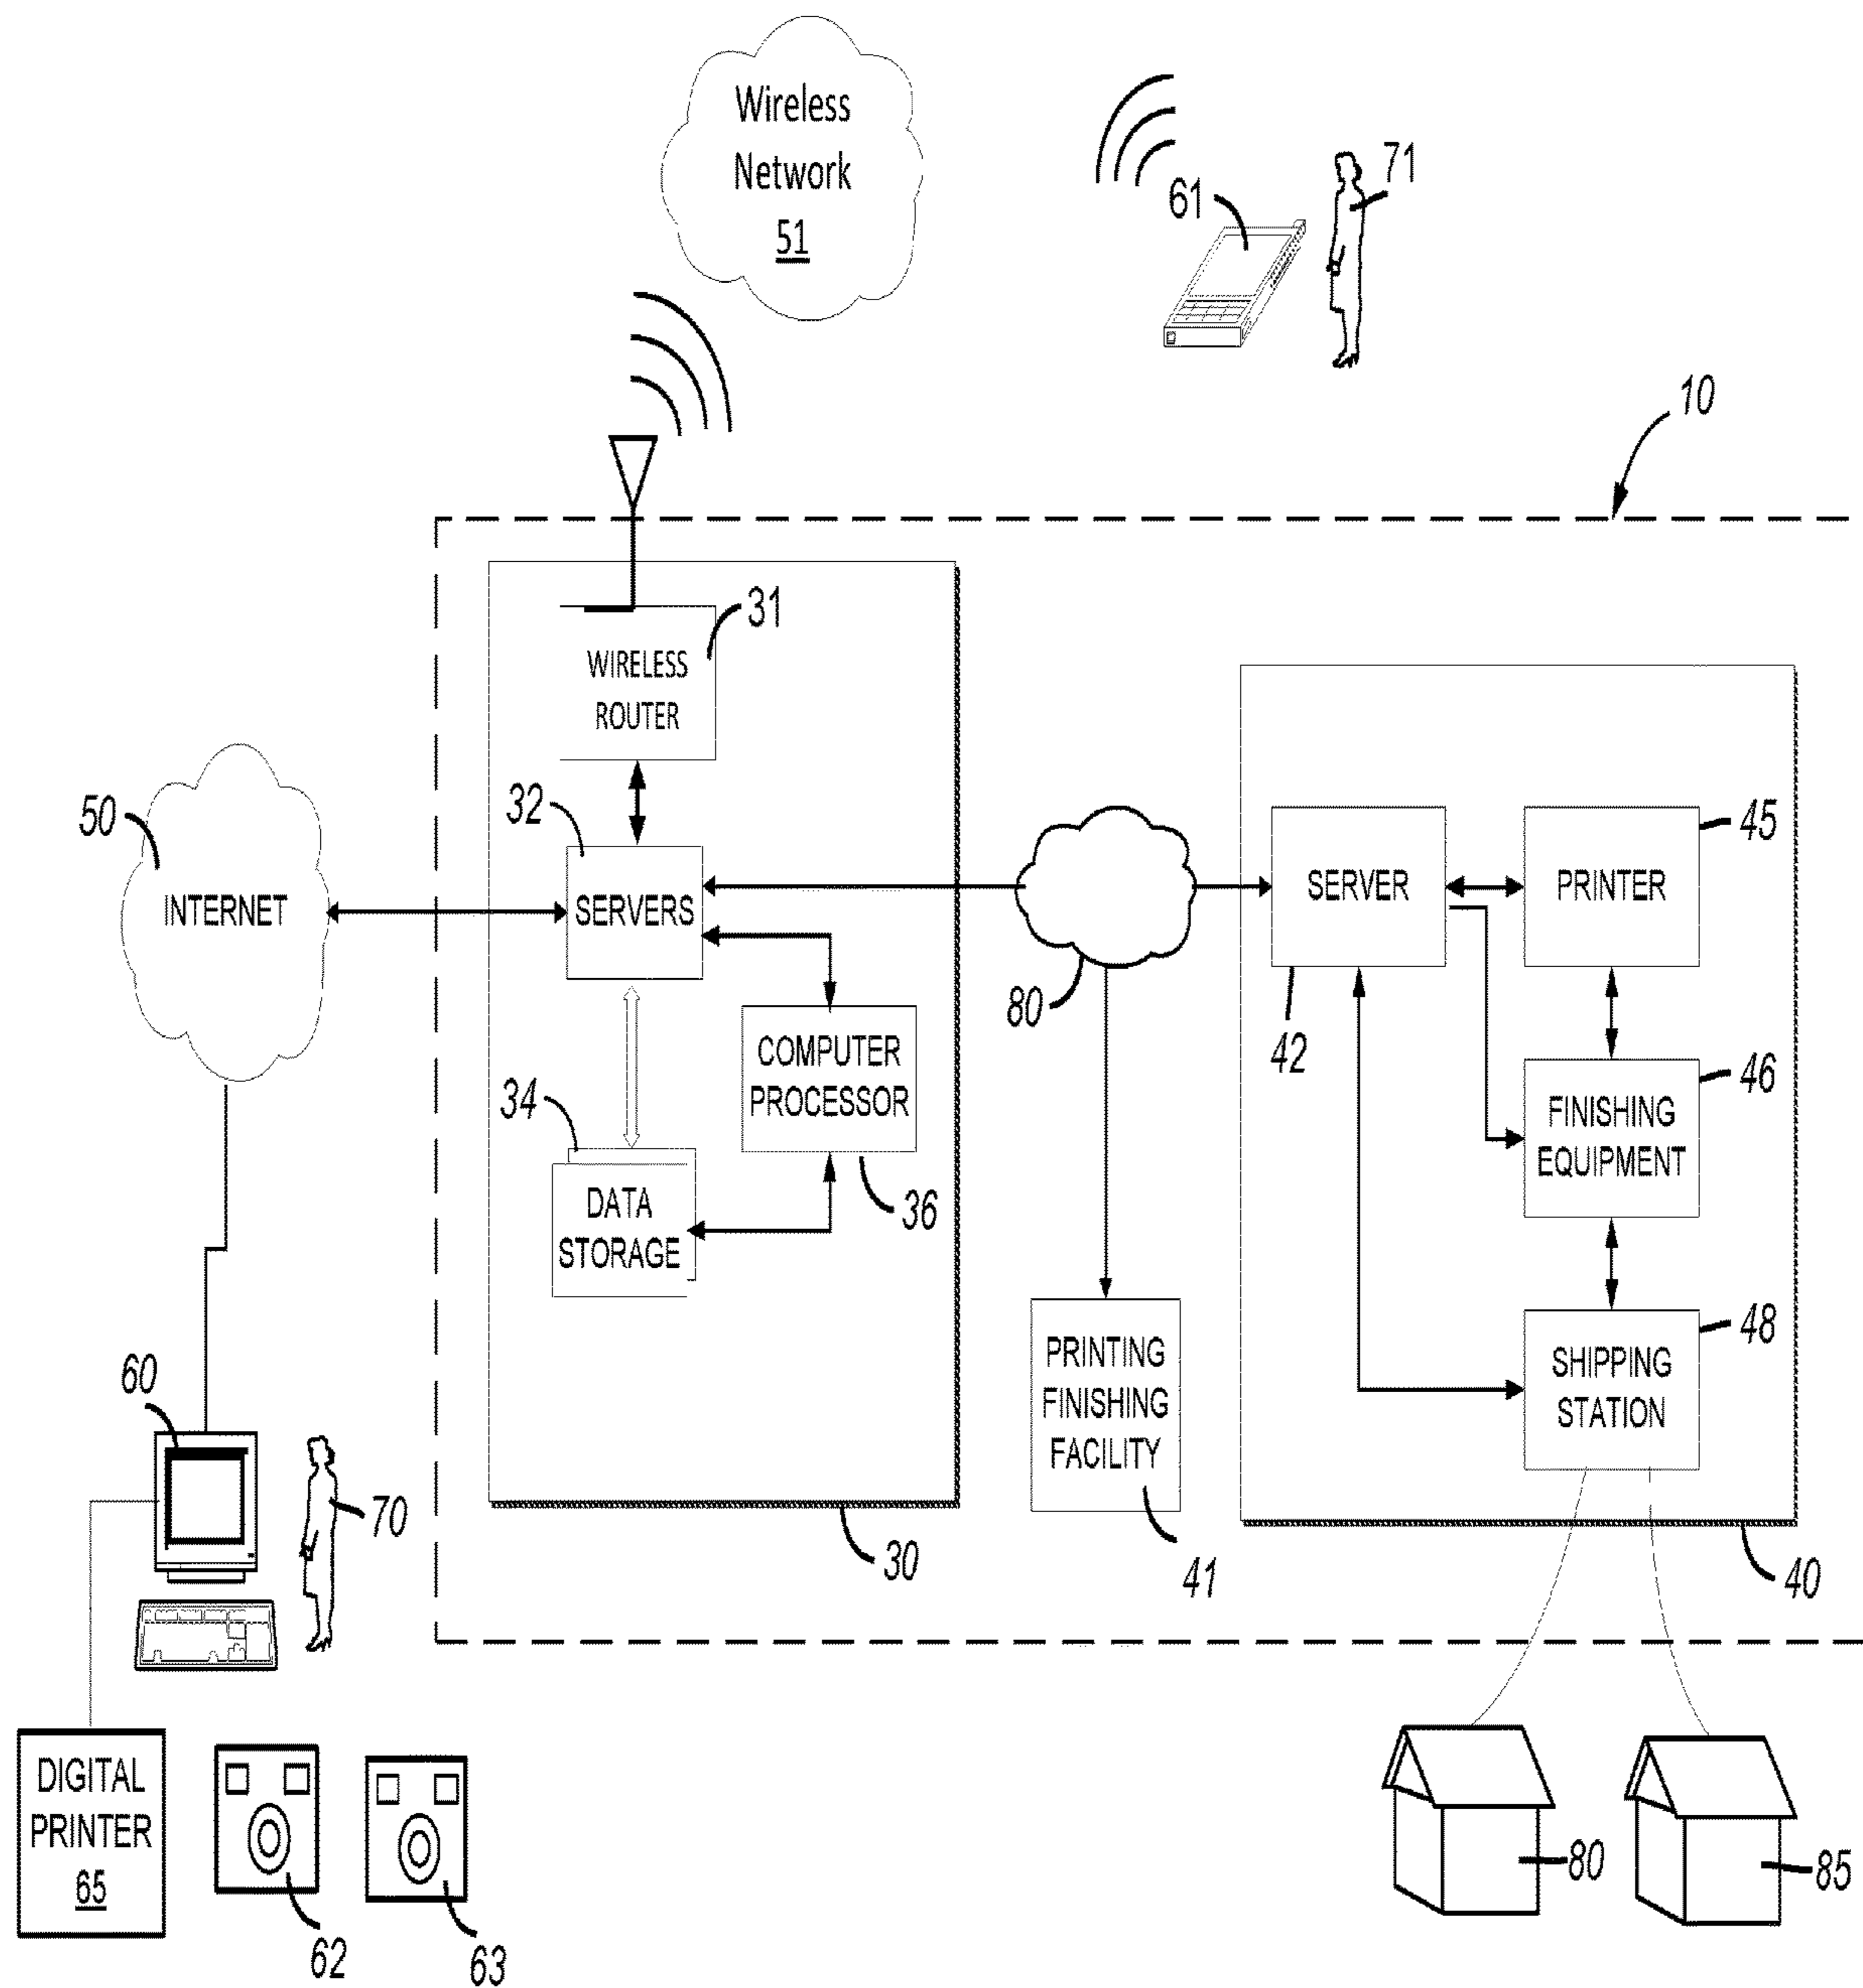 Wireless
Network
51
61
71
10
31
WIRELESS
ROUTER
32
50
INTERNET
SERVERS
80
SERVER
42
PRINTER
45
COMPUTER
PROCESSOR
36
34
DATA
STORAGE
FINISHING
EQUIPMENT
46
PRINTING
FINISHING
FACILITY
41
SHIPPING
STATION
48
60
70
30
40
DIGITAL
PRINTER
65
62
63
80
85